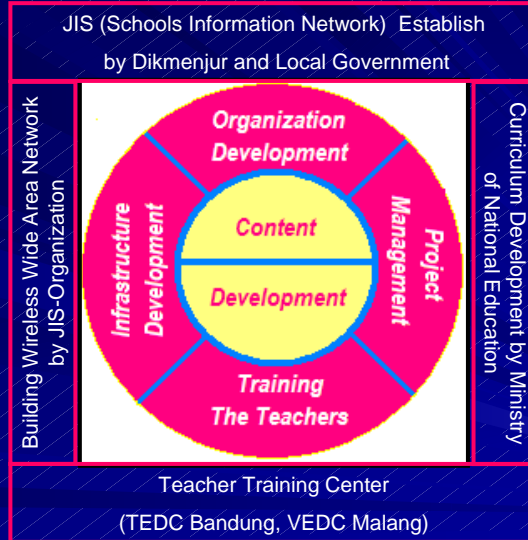 JIS (Schools Information Network) Establish
by Dikmenjur and Local Government
Building Wireless Wide Area Network
by JIS-Organization
Organization
Development
Infrastructure
Development
Content
Development
Project
Management
Training
The Teachers
Curriculum Development by Ministry
of National Education
Teacher Training Center
(TEDC Bandung, VEDC Malang)